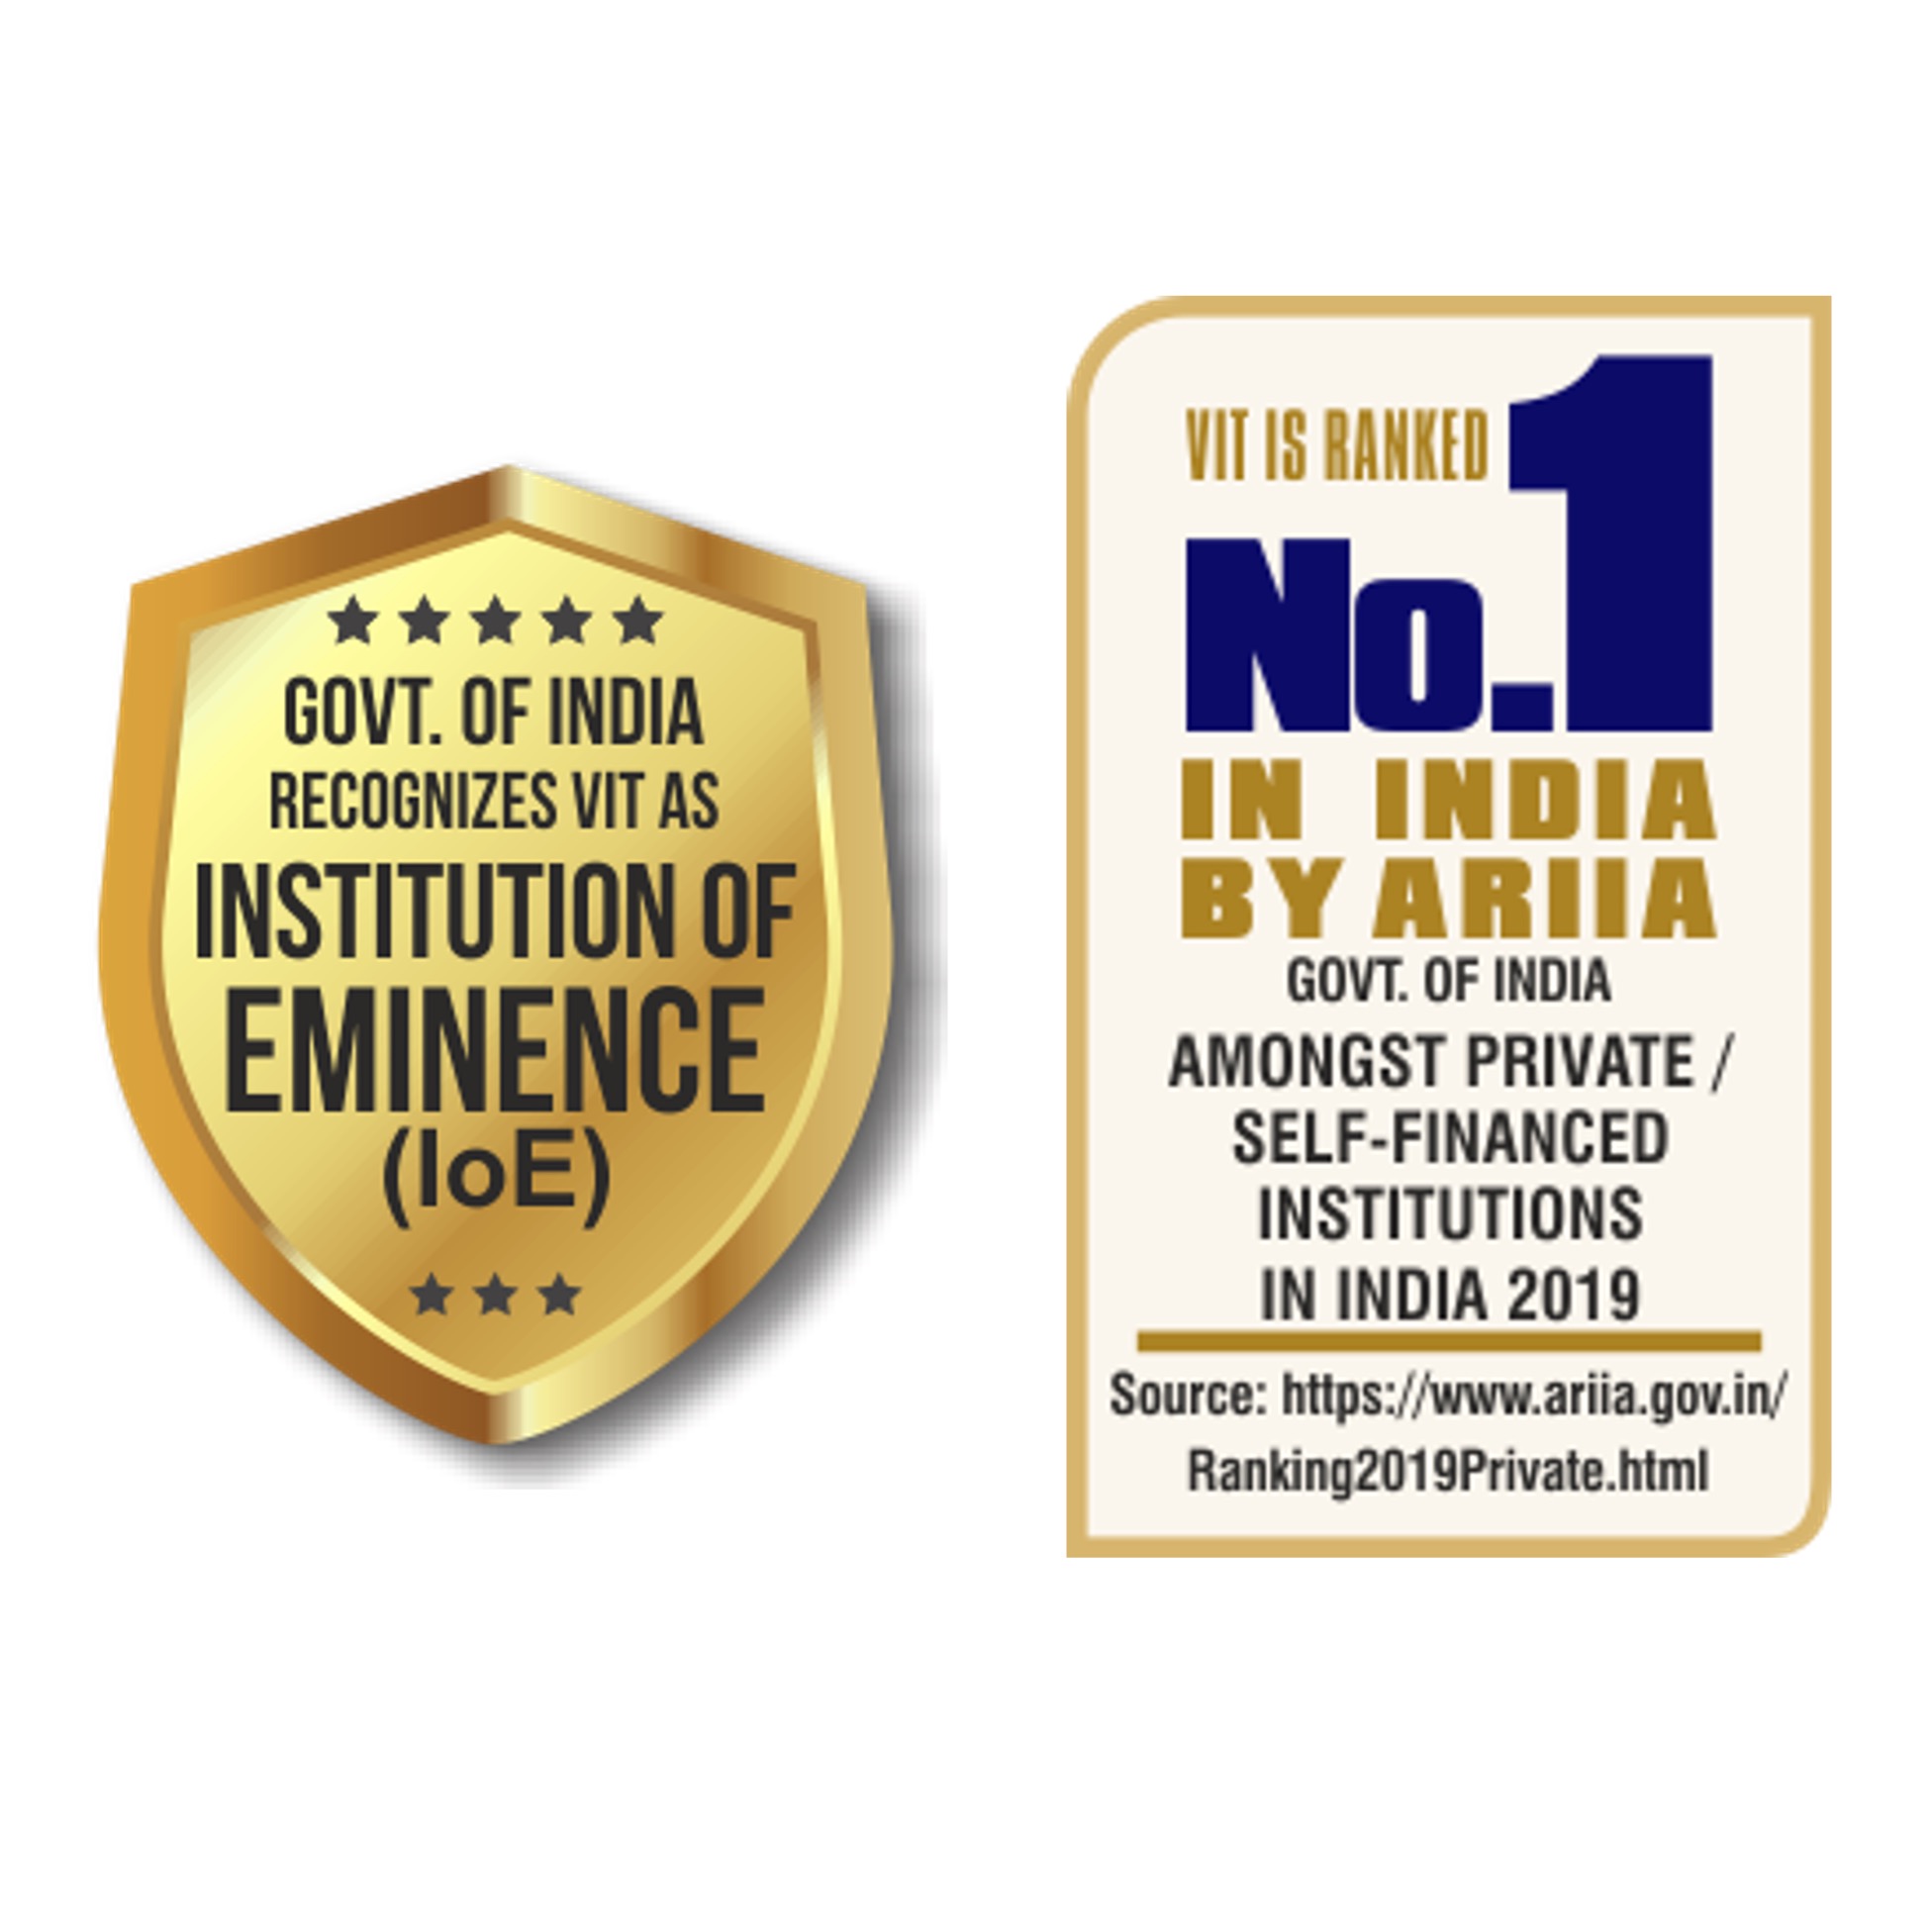 GOVT. OF INDIA
RECOGNIZES VIT AS
INSTITUTION OF
EMINENCE
(IoE)
VIT IS RANKED
No.1
IN INDIA
BY ARIIA
GOVT. OF INDIA
AMONGST PRIVATE /
SELF-FINANCED
INSTITUTIONS
IN INDIA 2019
Source: https://www.ariia.gov.in/
Ranking2019Private.html